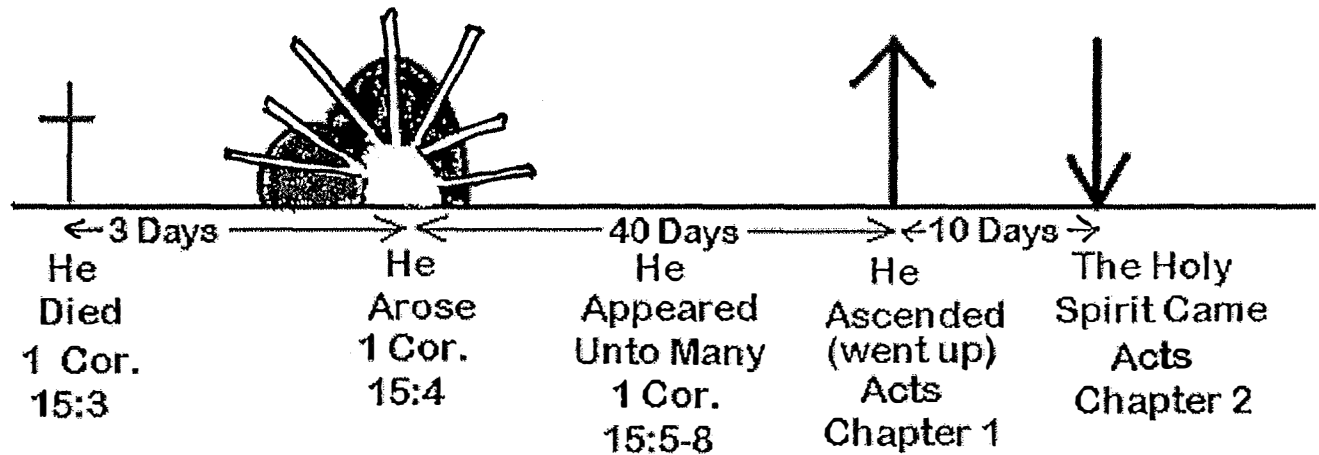 3 Days
40 Days
10 Days
He
Died
1 Cor.
15:3
He
Arose
1 Cor.
15:4
He
Appeared
Unto Many
1 Cor.
15:5-8
He
Ascended
(went up)
Acts
Chapter 1
The Holy
Spirit Came
Acts
Chapter 2